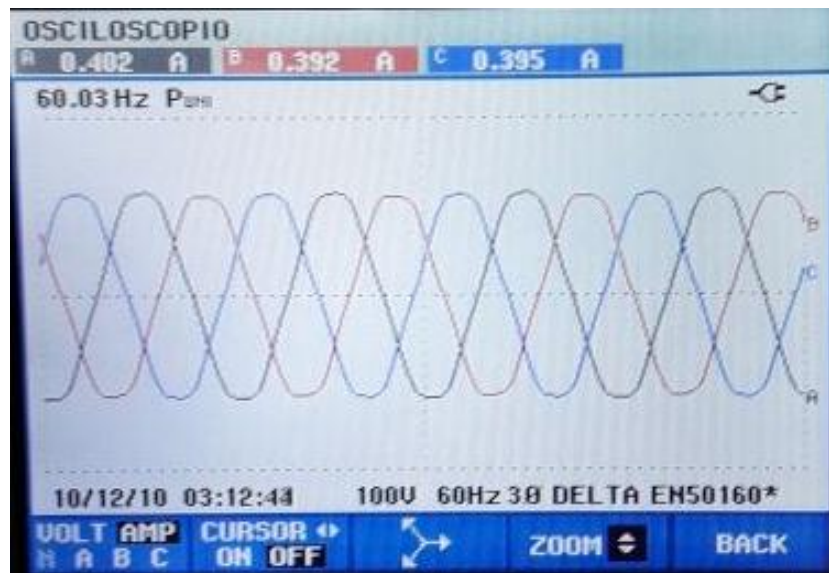 OSCILOSCOPIO
A 0.402 A B 0.392 A C 0.395 A
60.03 Hz
B
C
A
10/12/10 03:12:44 100V 60Hz 3Ø DELTA EN50160*
VOLT AMP CURSOR ZOOM BACK
N A B C ON OFF